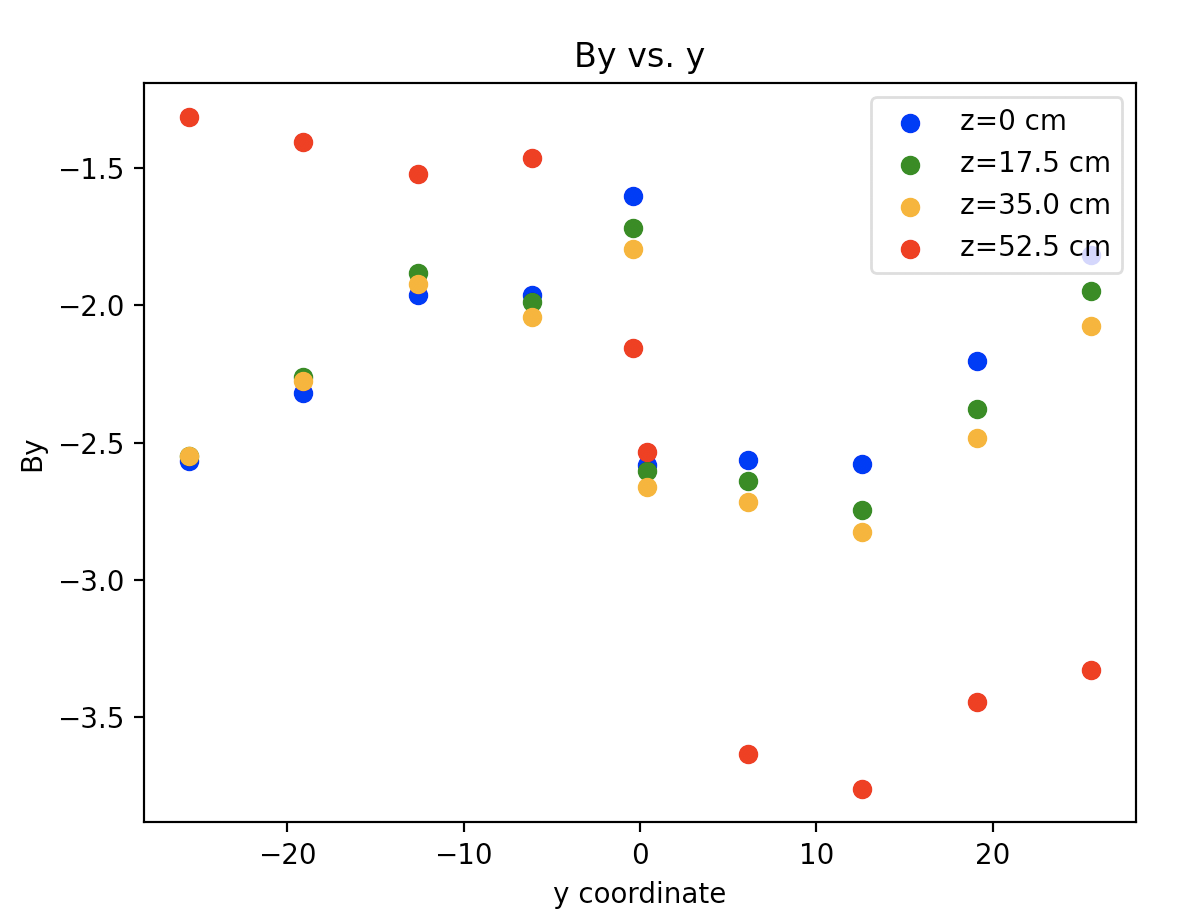 By vs. y
z=0 cm
z=17.5 cm
z=35.0 cm
z=52.5 cm
−1.5
−2.0
−2.5
−3.0
−3.5
By
−20
−10
0
10
20
y coordinate